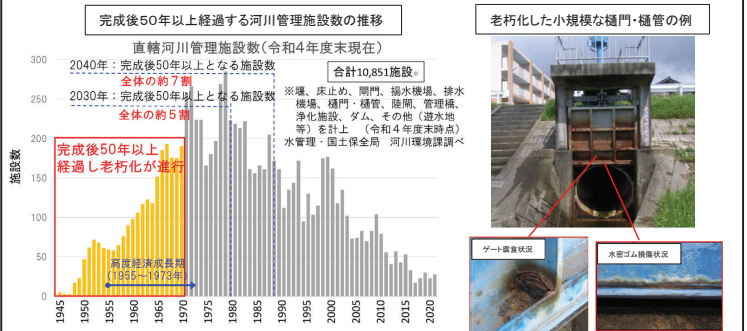 完成後50年以上経過する河川管理施設数の推移
直轄河川管理施設数(令和4年度末現在)
2040年:完成後50年以上となる施設数
全体の約7割
2030年:完成後50年以上となる施設数
全体の約5割
合計10,851施設※
※堰、床止め、閘門、揚水機場、排水
機場、樋門・樋管、陸閘、管理橋、
浄化施設、ダム、その他(遊水地
等)を計上 (令和4年度末時点)
水管理・国土保全局 河川環境課調べ
完成後50年以上
経過し老朽化が進行
高度経済成長期
(1955~1973年)
施設数
300
250
200
150
100
50
0
1945
1950
1955
1960
1965
1970
1975
1980
1985
1990
1995
2000
2005
2010
2015
2020
老朽化した小規模な樋門・樋管の例
ゲート腐食状況
水密ゴム損傷状況